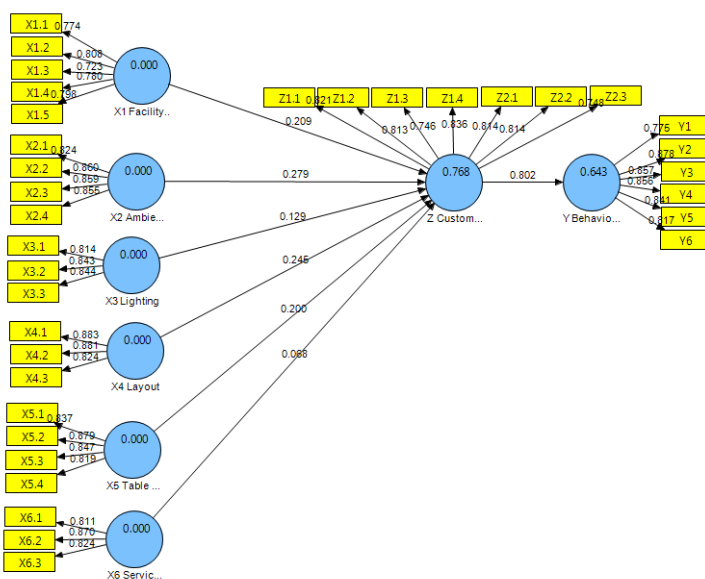 X1.1
0.774
X1.2
0.808
X1.3
0.723
X1.4
0.780
X1.5
0.798
0.000
X1 Facility...
0.209
X2.1
0.824
X2.2
0.860
X2.3
0.859
X2.4
0.855
0.000
X2 Ambie...
0.279
X3.1
0.814
X3.2
0.843
X3.3
0.844
0.000
X3 Lighting
0.129
X4.1
0.883
X4.2
0.881
X4.3
0.824
0.000
X4 Layout
0.245
X5.1
0.837
X5.2
0.879
X5.3
0.847
X5.4
0.819
0.000
X5 Table ...
0.200
X6.1
0.811
X6.2
0.870
X6.3
0.824
0.000
X6 Servic...
0.068
Z1.1
0.821
Z1.2
0.813
Z1.3
0.746
Z1.4
0.836
Z2.1
0.814
Z2.2
0.814
Z2.3
0.748
0.768
Z Custom...
0.802
0.643
Y Behavio...
Y1
0.775
Y2
0.878
Y3
0.857
Y4
0.856
Y5
0.841
Y6
0.817